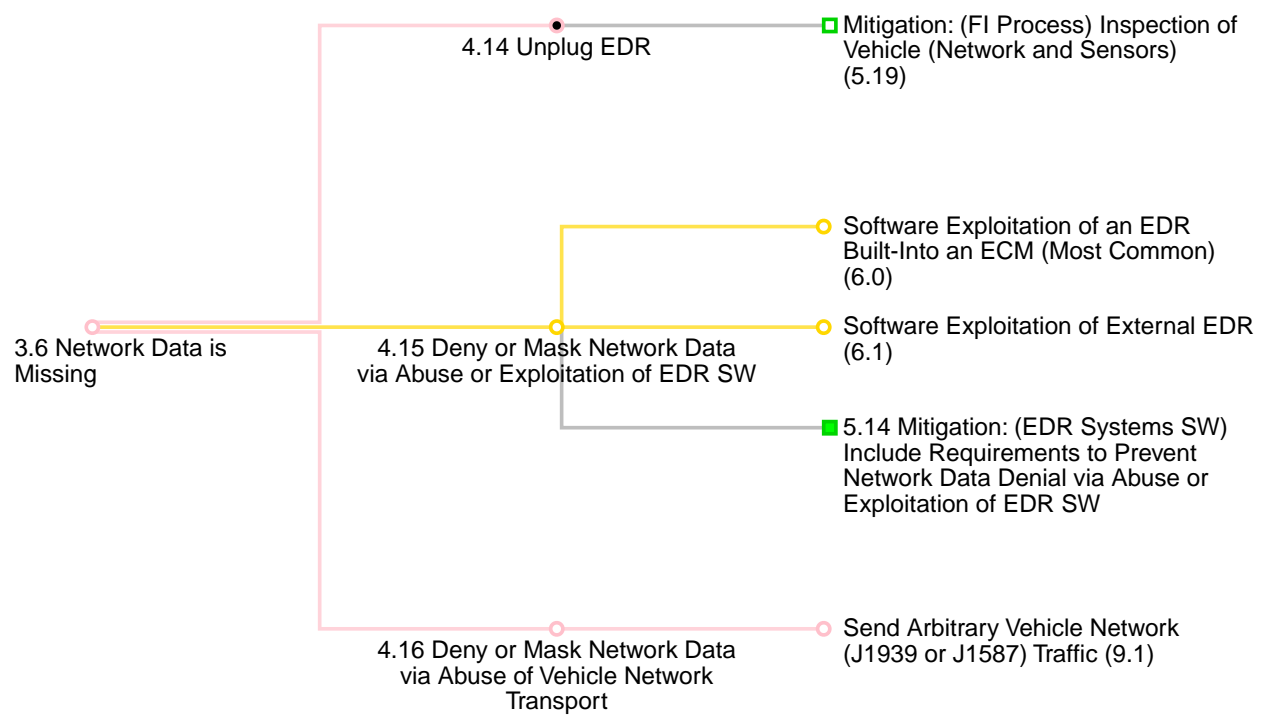 4.14 Unplug EDR
Mitigation: (FI Process) Inspection of
Vehicle (Network and Sensors)
(5.19)
Software Exploitation of an EDR
Built-Into an ECM (Most Common)
(6.0)
3.6 Network Data is
Missing
4.15 Deny or Mask Network Data
via Abuse or Exploitation of EDR SW
Software Exploitation of External EDR
(6.1)
5.14 Mitigation: (EDR Systems SW)
Include Requirements to Prevent
Network Data Denial via Abuse or
Exploitation of EDR SW
4.16 Deny or Mask Network Data
via Abuse of Vehicle Network
Transport
Send Arbitrary Vehicle Network
(J1939 or J1587) Traffic (9.1)